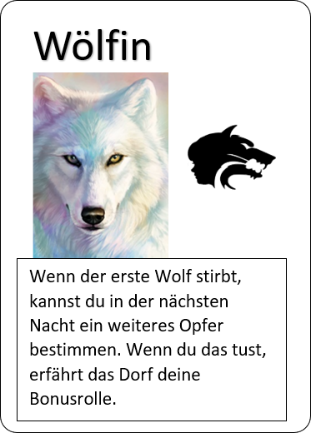 Wölfin
Wenn der erste Wolf stirbt,
kannst du in der nächsten
Nacht ein weiteres Opfer
bestimmen. Wenn du das tust,
erfährt das Dorf deine
Bonusrolle.